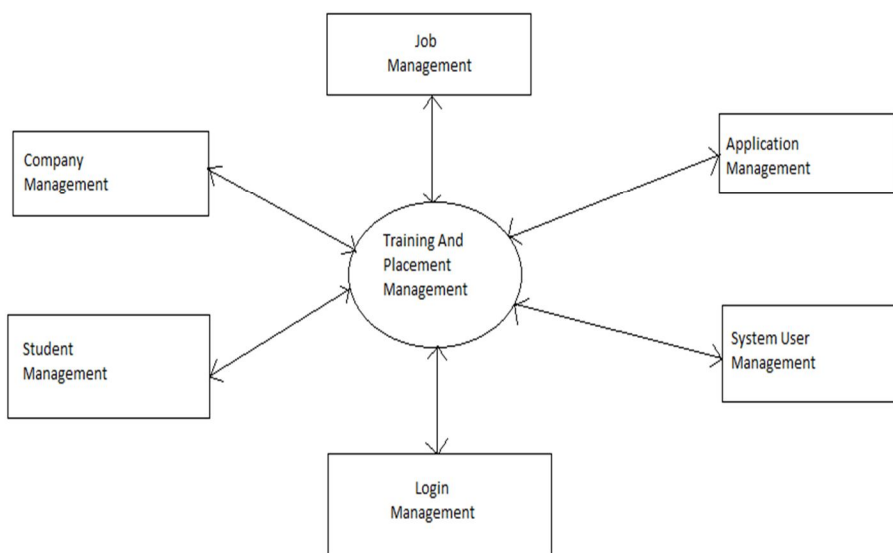 Job
Management
Company
Management
Application
Management
Training And
Placement
Management
Student
Management
System User
Management
Login
Management